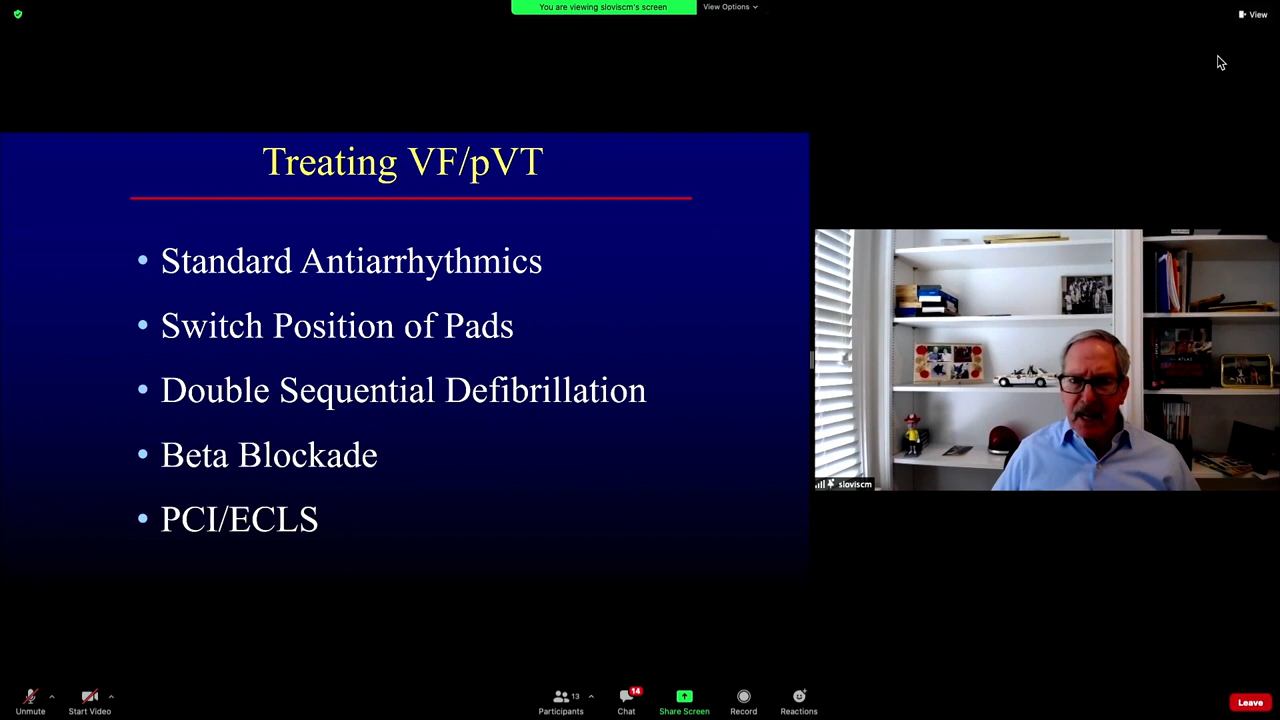 You are viewing sloviscm's screen
View Options
View
Treating VF/pVT
• Standard Antiarrhythmics
• Switch Position of Pads
• Double Sequential Defibrillation
• Beta Blockade
• PCI/ECLS
ATLAS
sloviscm
Unmute
Start Video
13
Participants
14
Chat
Share Screen
Record
Reactions
Leave